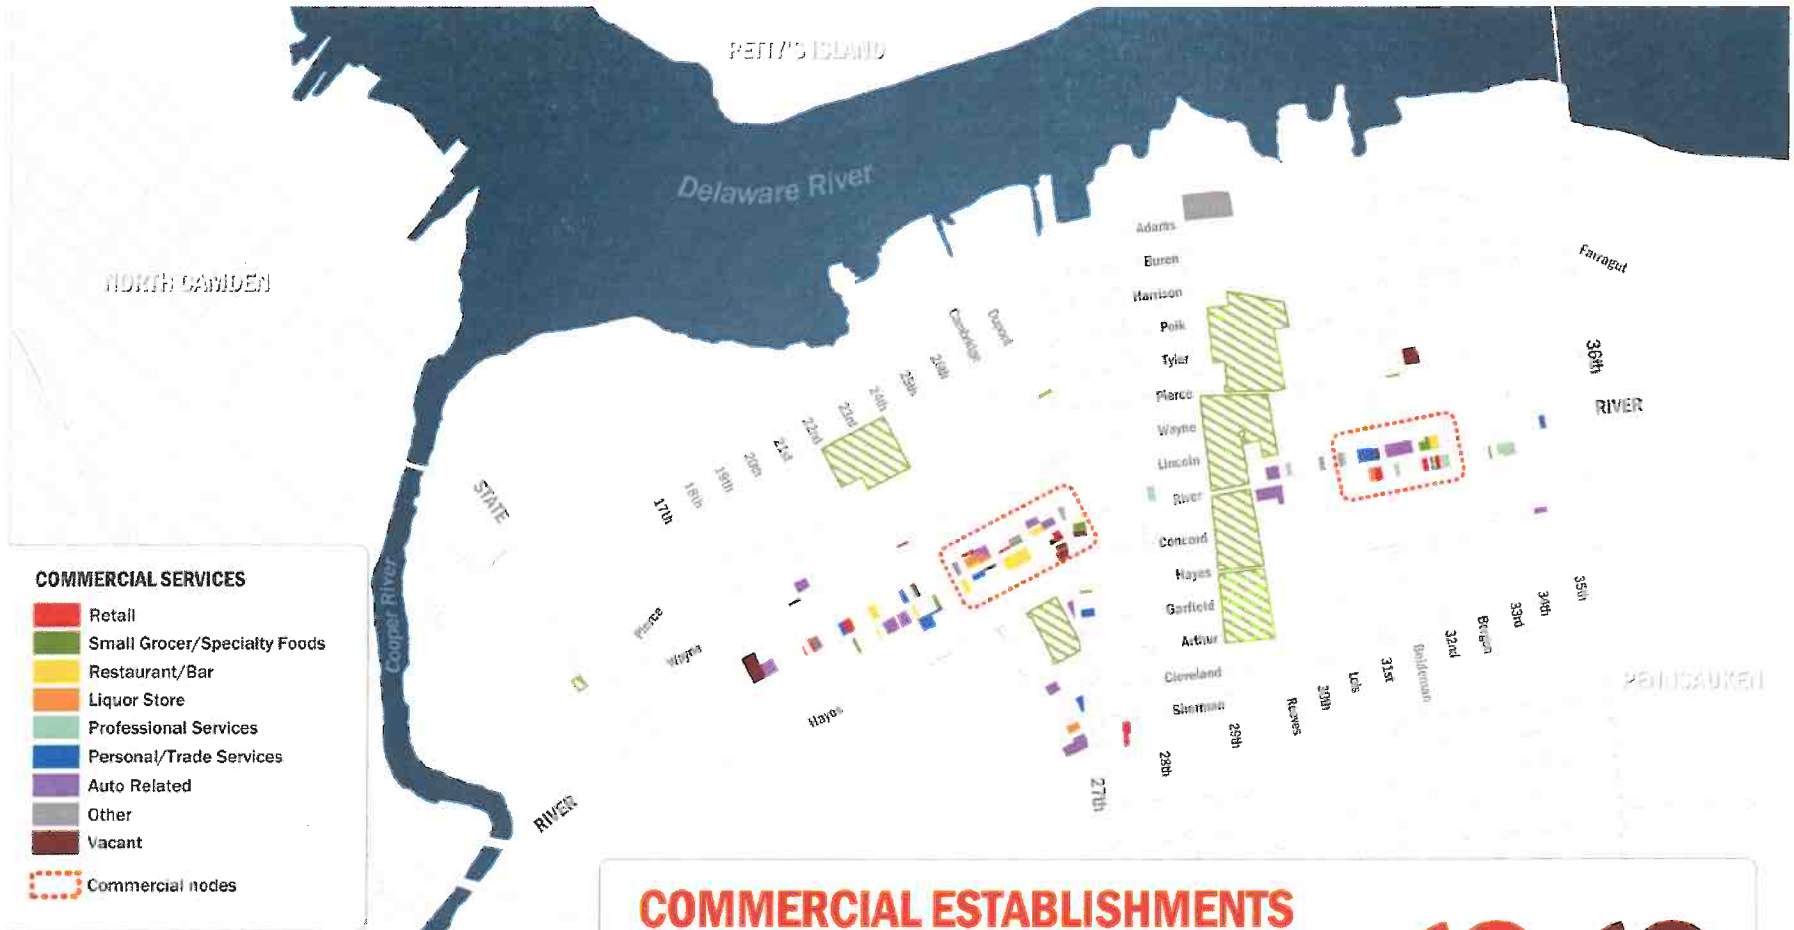 PETTY'S ISLAND
Delaware River
NORTH CAMDEN
Adams
Buren
Harrison
Polk
Tyler
Pierce
Wayne
Lincoln
River
Concord
Hayes
Garfield
Arthur
Cleveland
Sherman
Farragut
36th
RIVER
Dupont
Cambridge
26th
25th
24th
23rd
22nd
21st
20th
19th
18th
17th
STATE
Cooper River
Pierce
Wayne
Hayes
RIVER
27th
28th
29th
Reeves
30th
Lois
31st
Beideman
32nd
Bergen
33rd
34th
35th
PENNSAUKEN
COMMERCIAL SERVICES
Retail
Small Grocer/Specialty Foods
Restaurant/Bar
Liquor Store
Professional Services
Personal/Trade Services
Auto Related
Other
Vacant
Commercial nodes
COMMERCIAL ESTABLISHMENTS